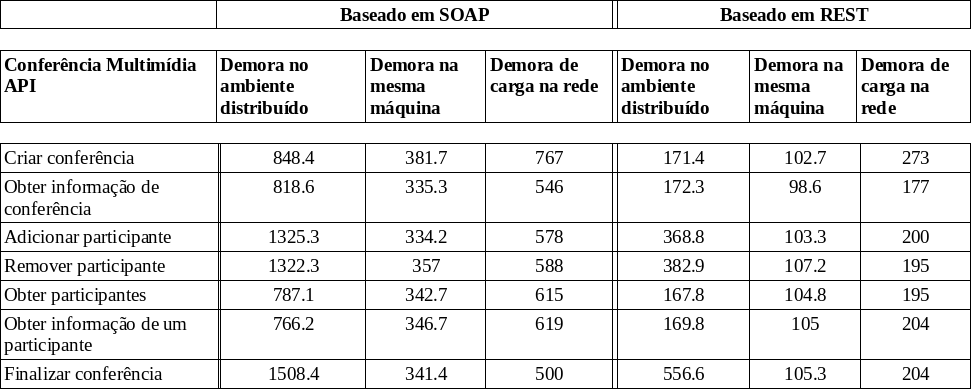 Baseado em SOAP Baseado em REST
Conferência Multimídia API Demora no ambiente distribuído Demora na mesma máquina Demora de carga na rede Demora no ambiente distribuído Demora na mesma máquina Demora de carga na rede
Criar conferência 848.4 381.7 767 171.4 102.7 273
Obter informação de conferência 818.6 335.3 546 172.3 98.6 177
Adicionar participante 1325.3 334.2 578 368.8 103.3 200
Remover participante 1322.3 357 588 382.9 107.2 195
Obter participantes 787.1 342.7 615 167.8 104.8 195
Obter informação de um participante 766.2 346.7 619 169.8 105 204
Finalizar conferência 1508.4 341.4 500 556.6 105.3 204